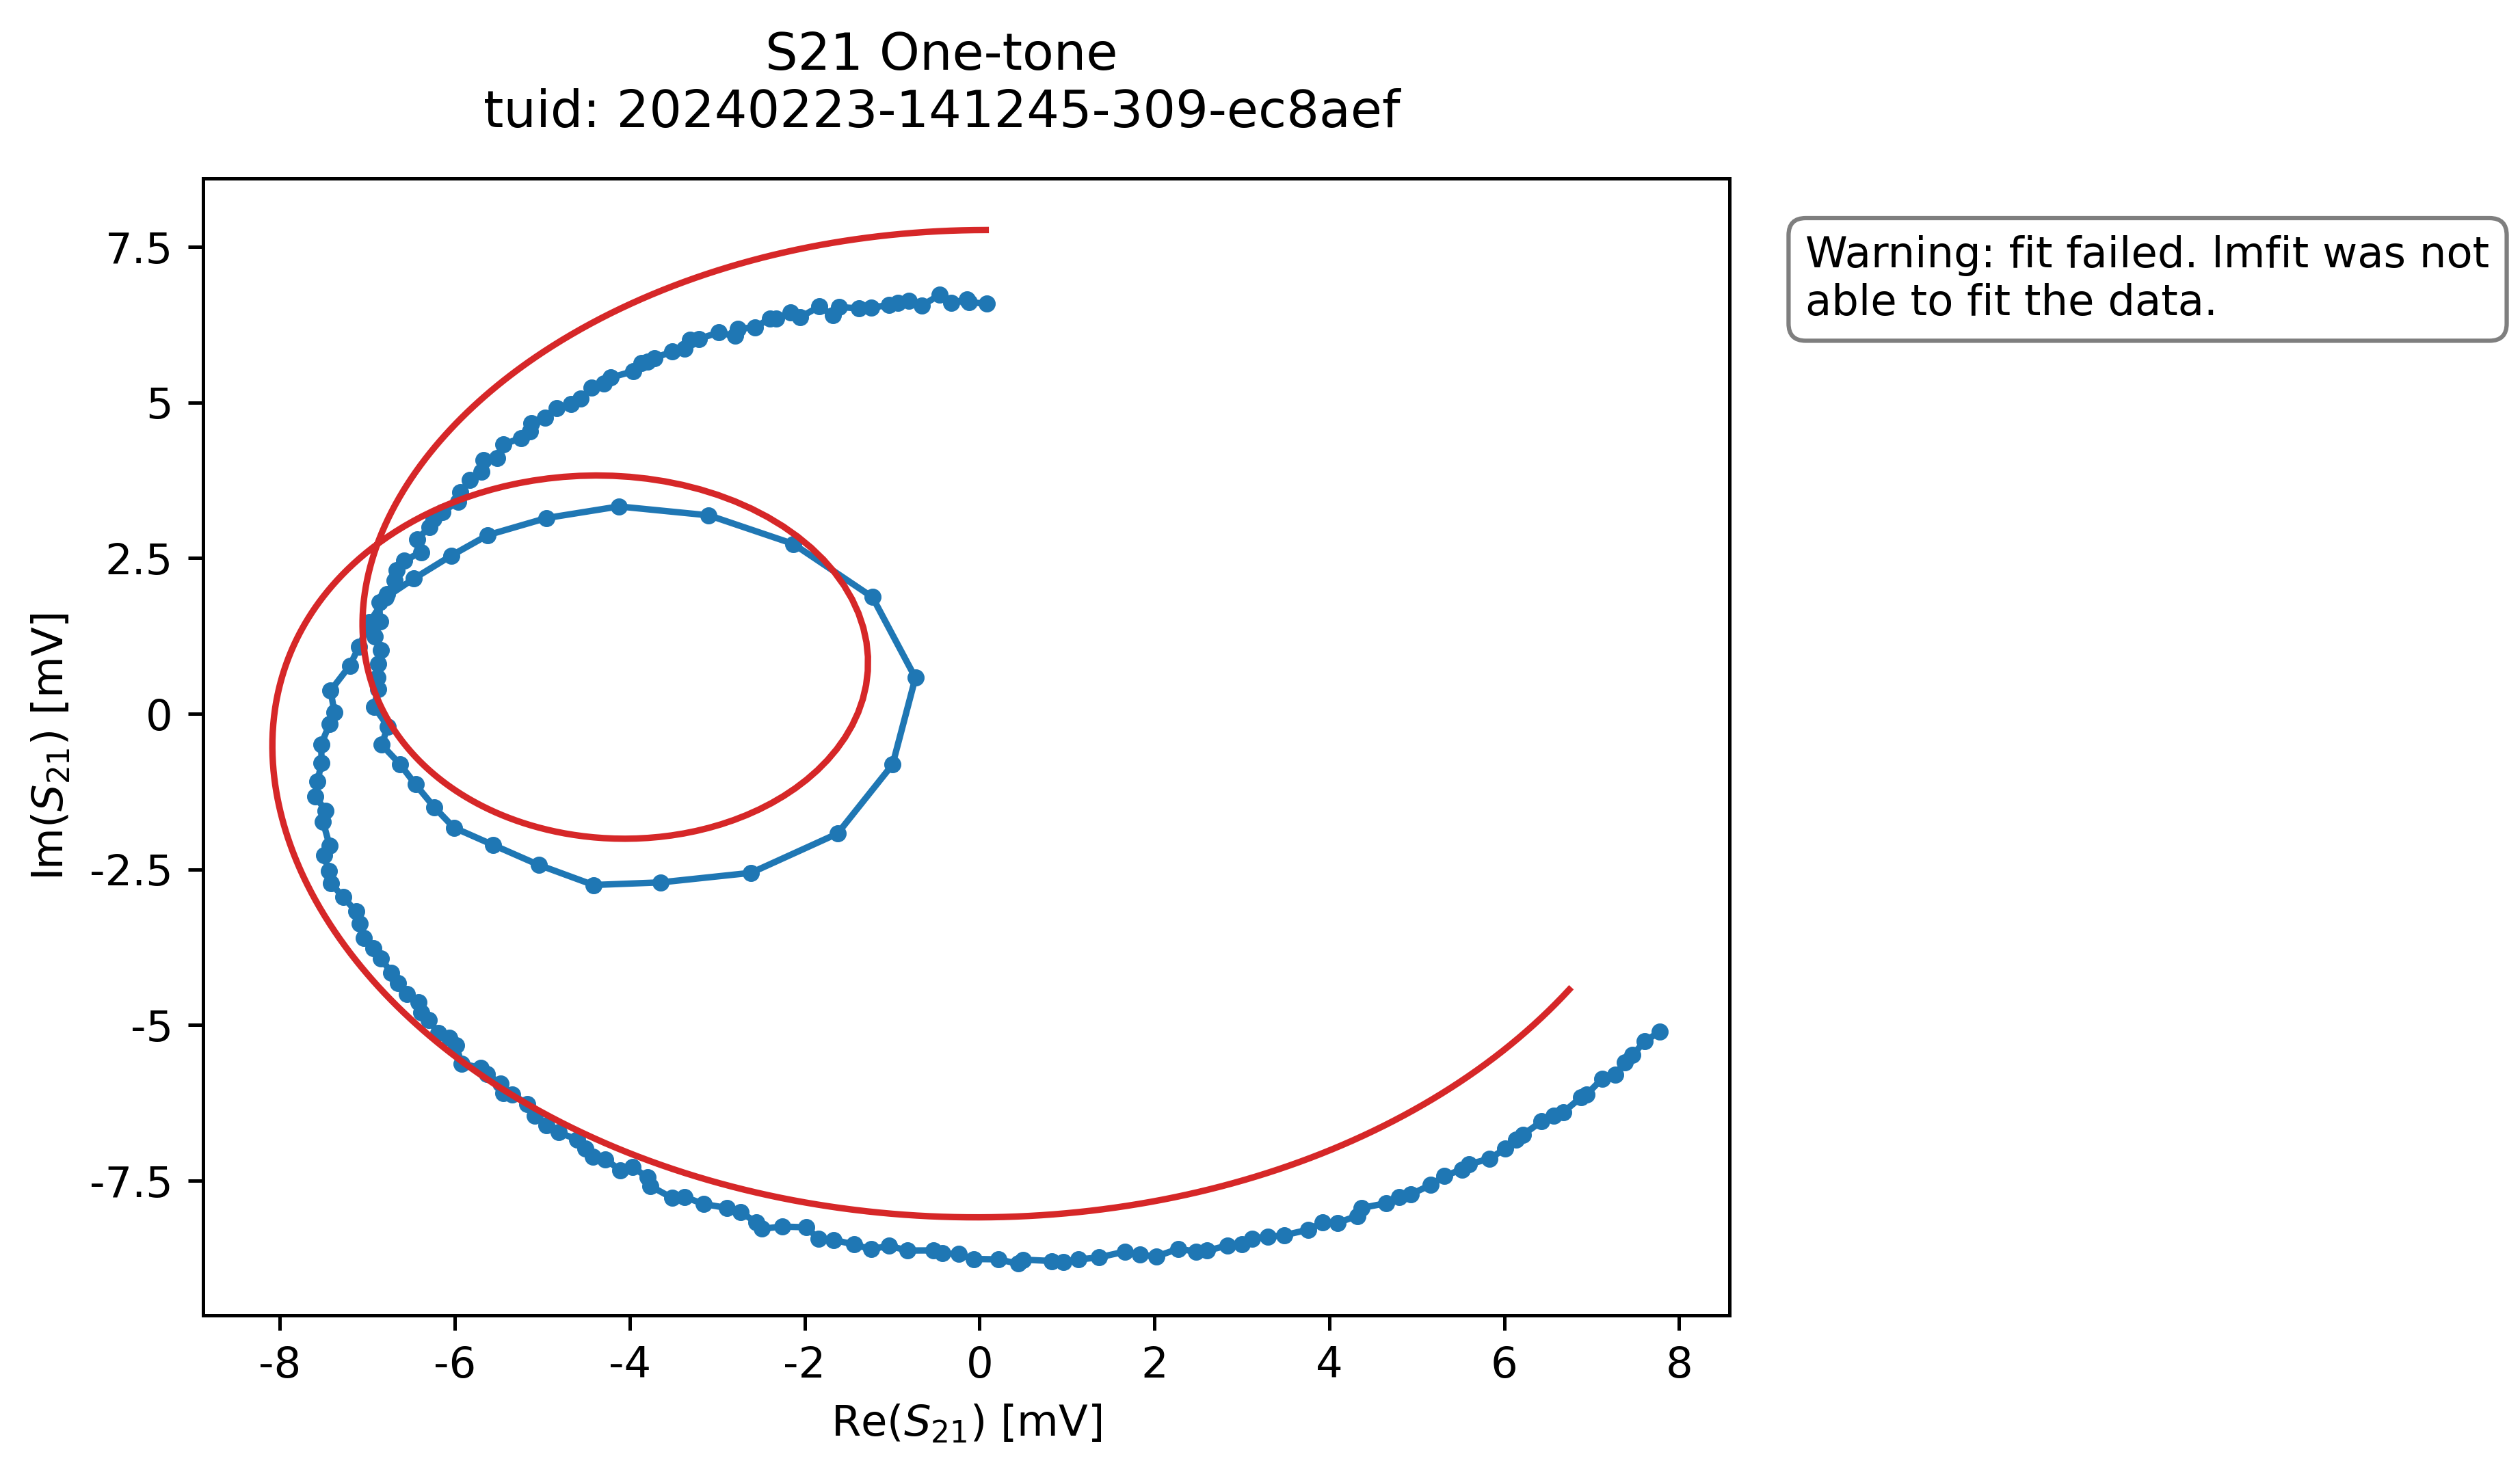 S21 One-tone
tuid: 20240223-141245-309-ec8aef
Warning: fit failed. lmfit was not
able to fit the data.
7.5
5
2.5
0
-2.5
-5
-7.5
Im(S21) [mV]
-8 -6 -4 -2 0 2 4 6 8
Re(S21) [mV]